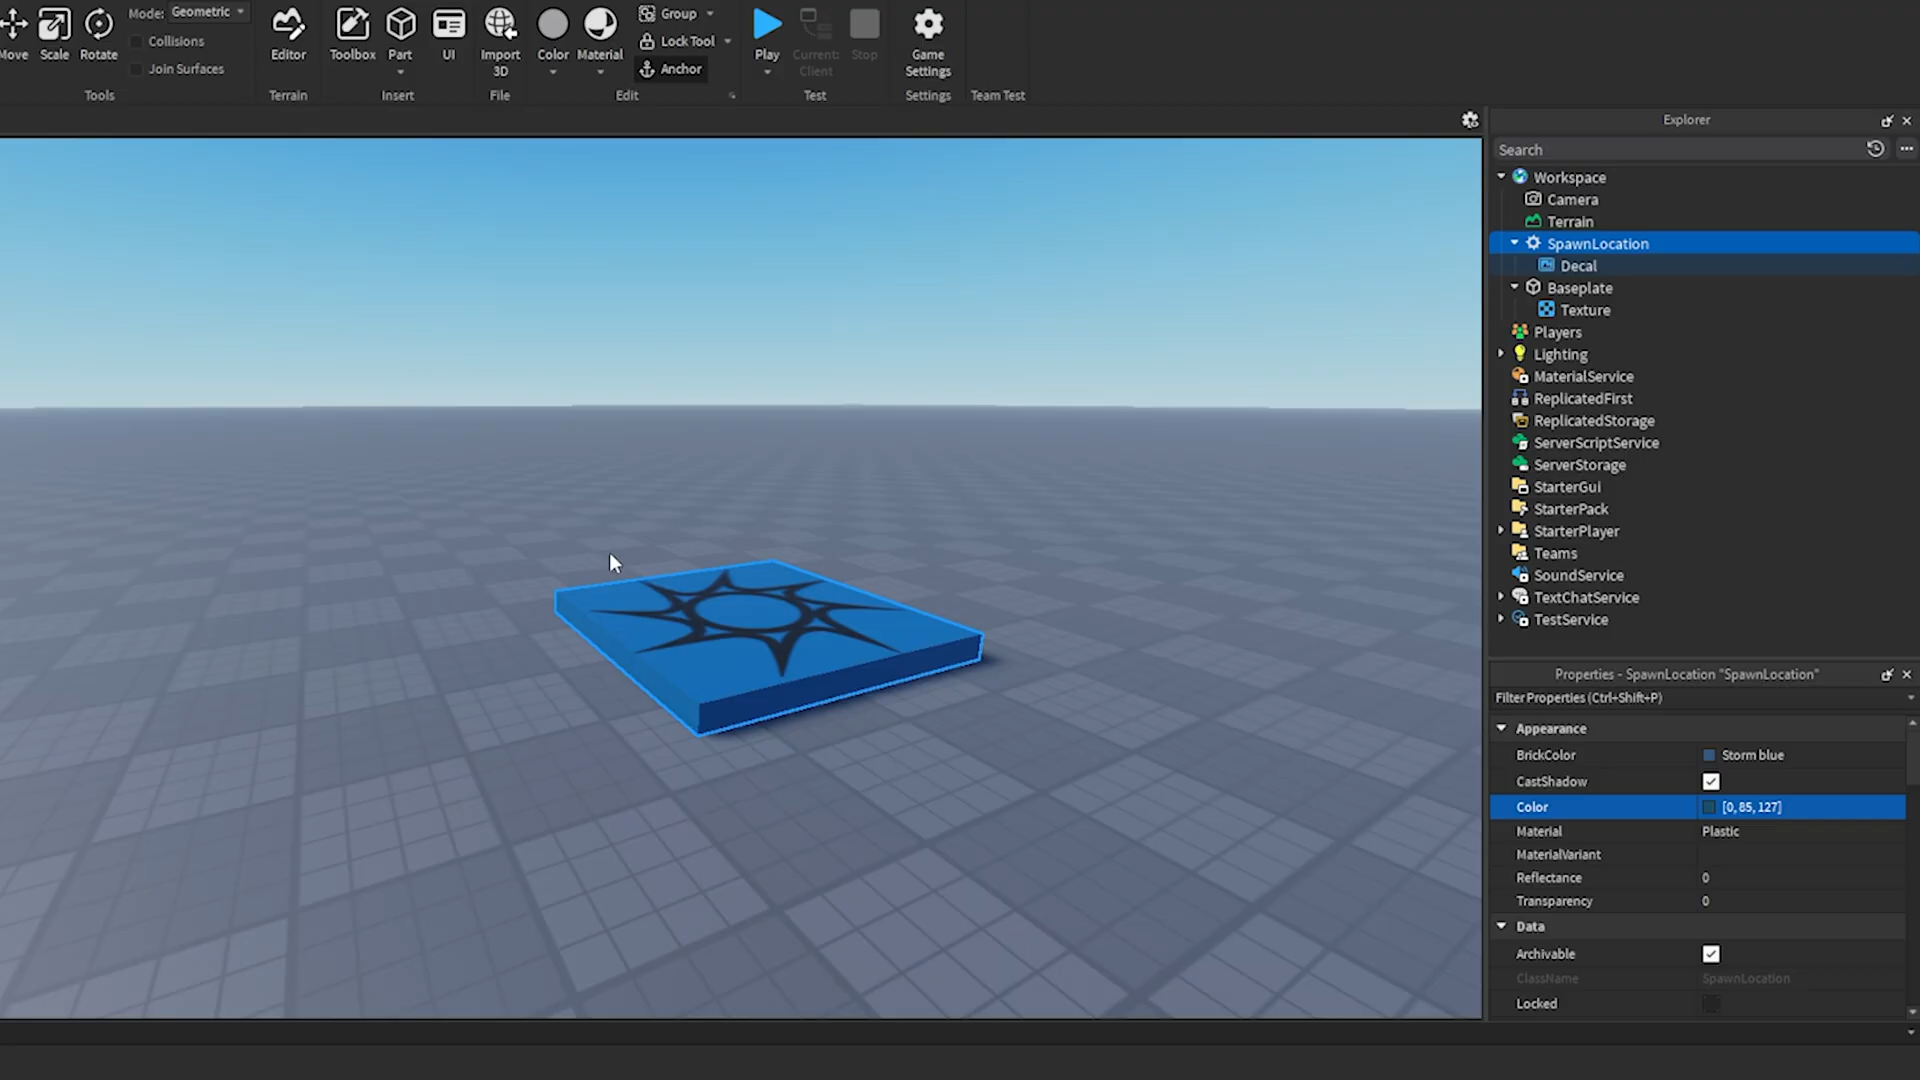 Move Scale Rotate
Mode: Geometric
Collisions
Join Surfaces
Tools
Editor
Terrain
Toolbox Part UI
Insert
Import
3D
File
Color Material
Group
Lock Tool
Anchor
Edit
Play Current: Stop
Client
Test
Game
Settings
Settings
Team Test
Explorer
Search
Workspace
Camera
Terrain
SpawnLocation
Decal
Baseplate
Texture
Players
Lighting
MaterialService
ReplicatedFirst
ReplicatedStorage
ServerScriptService
ServerStorage
StarterGui
StarterPack
StarterPlayer
Teams
SoundService
TextChatService
TestService
Properties - SpawnLocation "SpawnLocation"
Filter Properties (Ctrl+Shift+P)
Appearance
BrickColor Storm blue
CastShadow
Color [0, 85, 127]
Material Plastic
MaterialVariant
Reflectance 0
Transparency 0
Data
Archivable
ClassName SpawnLocation
Locked